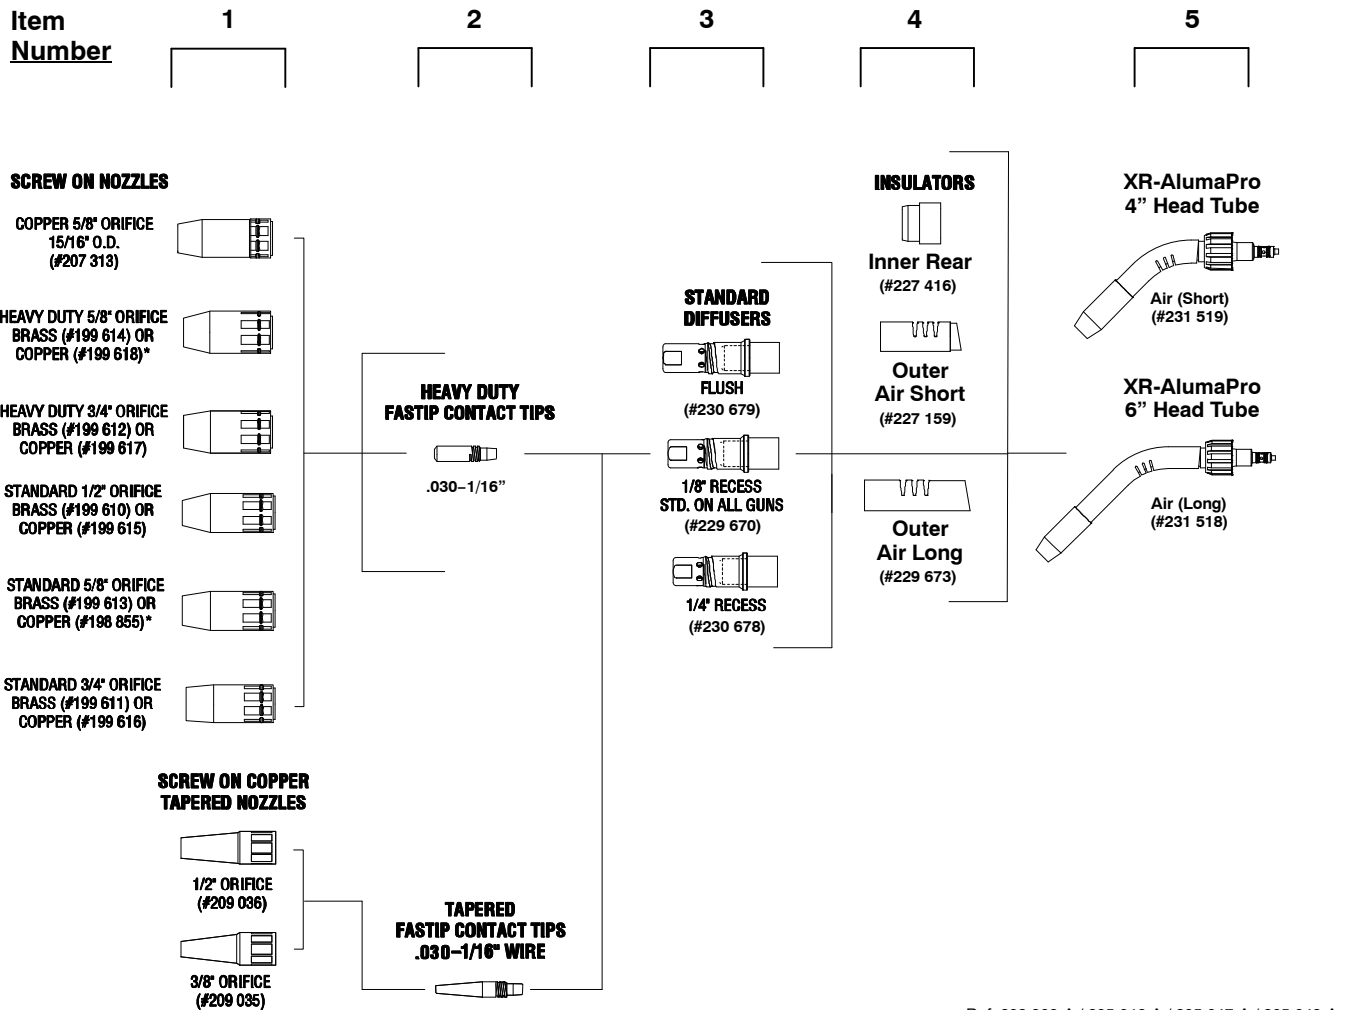 Item
Number
1
2
3
4
5
SCREW ON NOZZLES
COPPER 5/8" ORIFICE
15/16" O.D.
(#207 313)
HEAVY DUTY 5/8" ORIFICE
BRASS (#199 614) OR
COPPER (#199 618)*
HEAVY DUTY 3/4" ORIFICE
BRASS (#199 612) OR
COPPER (#199 617)
STANDARD 1/2" ORIFICE
BRASS (#199 610) OR
COPPER (#199 615)
STANDARD 5/8" ORIFICE
BRASS (#199 613) OR
COPPER (#198 855)*
STANDARD 3/4" ORIFICE
BRASS (#199 611) OR
COPPER (#199 616)
SCREW ON COPPER
TAPERED NOZZLES
1/2" ORIFICE
(#209 036)
3/8" ORIFICE
(#209 035)
HEAVY DUTY
FASTIP CONTACT TIPS
.030–1/16”
TAPERED
FASTIP CONTACT TIPS
.030–1/16" WIRE
STANDARD
DIFFUSERS
FLUSH
(#230 679)
1/8" RECESS
STD. ON ALL GUNS
(#229 670)
1/4" RECESS
(#230 678)
INSULATORS
Inner Rear
(#227 416)
Outer
Air Short
(#227 159)
Outer
Air Long
(#229 673)
XR-AlumaPro
4” Head Tube
Air (Short)
(#231 519)
XR-AlumaPro
6” Head Tube
Air (Long)
(#231 518)